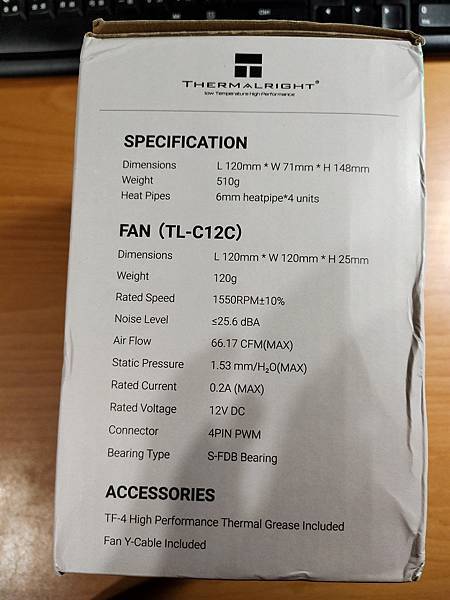 THERMALRIGHT®
low Temperature High Performance
SPECIFICATION
Dimensions L 120mm * W 71mm * H 148mm
Weight 510g
Heat Pipes 6mm heatpipe*4 units
FAN (TL-C12C)
Dimensions L 120mm * W 120mm * H 25mm
Weight 120g
Rated Speed 1550RPM±10%
Noise Level ≤25.6 dBA
Air Flow 66.17 CFM(MAX)
Static Pressure 1.53 mm/H₂O(MAX)
Rated Current 0.2A (MAX)
Rated Voltage 12V DC
Connector 4PIN PWM
Bearing Type S-FDB Bearing
ACCESSORIES
TF-4 High Performance Thermal Grease Included
Fan Y-Cable Included